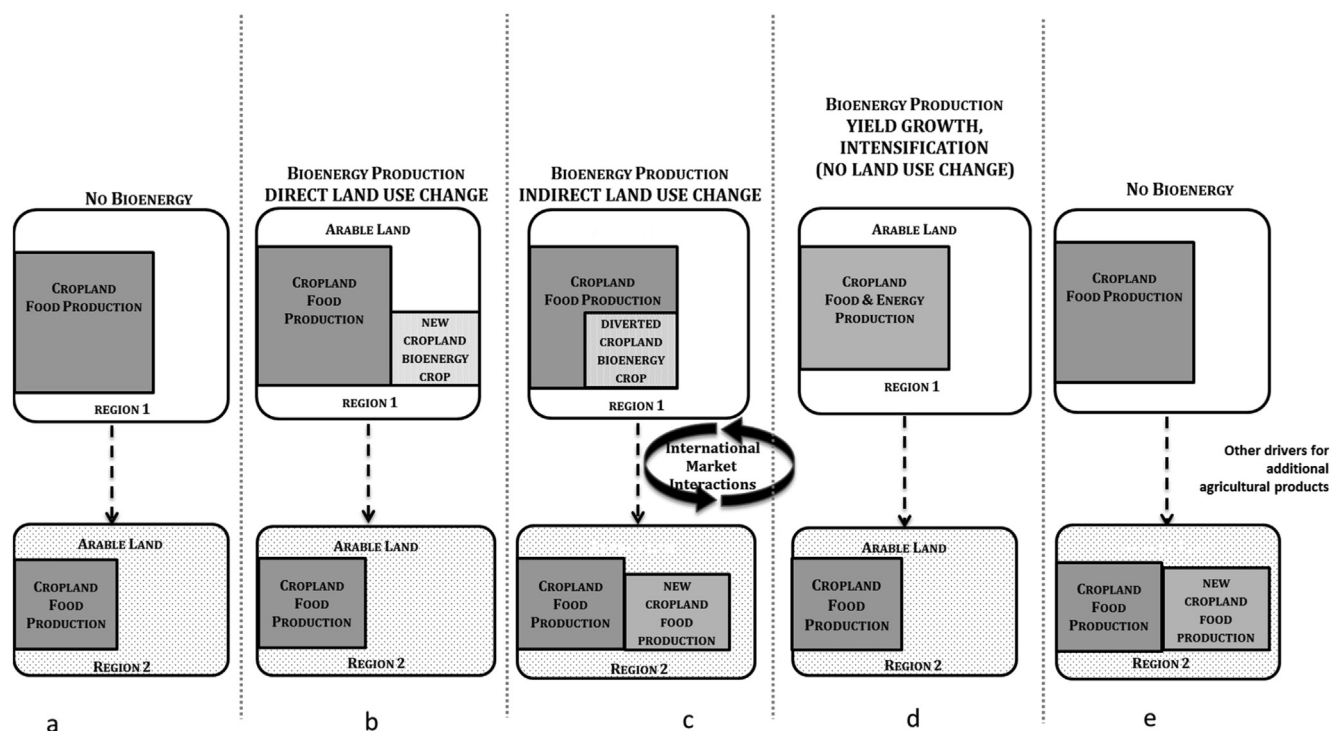 No Bioenergy
Cropland
Food Production
Cropland
Food
Production
Arable Land
Region 2
a
Bioenergy Production
DIRECT LAND USE CHANGE
Arable Land
Cropland
Food
Production
New
Cropland
Bioenergy
Crop
Region 1
Arable Land
Cropland
Food
Production
Region 2
b
Bioenergy Production
INDIRECT LAND USE CHANGE
Cropland
Food Production
Diverted
Cropland
Bioenergy
Crop
Region 1
International
Market
Interactions
Cropland
Food
Production
New
Cropland
Food
Production
Region 2
c
Bioenergy Production
YIELD GROWTH,
INTENSIFICATION
(NO LAND USE CHANGE)
Arable Land
Cropland
Food & Energy
Production
Region 1
Arable Land
Cropland
Food
Production
Region 2
d
No Bioenergy
Cropland
Food Production
Other drivers for
additional
agricultural products
Cropland
Food
Production
New
Cropland
Food
Production
Region 2
e